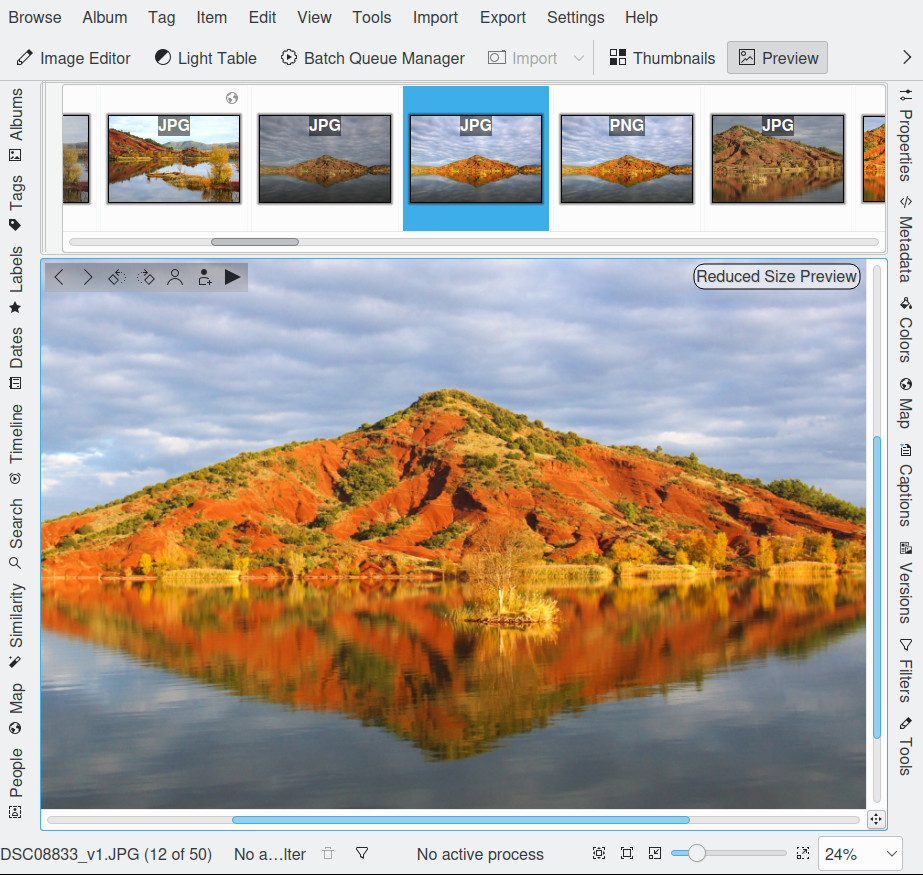 Browse Album Tag Item Edit View Tools Import Export Settings Help
Image Editor Light Table Batch Queue Manager Import Thumbnails Preview
JPG JPG JPG PNG JPG
Reduced Size Preview
Albums
Tags
Labels
Dates
Timeline
Search
Similarity
Map
People
Properties
Metadata
Colors
Map
Captions
Versions
Filters
Tools
DSC08833_v1.JPG (12 of 50) No a...lter No active process 24%